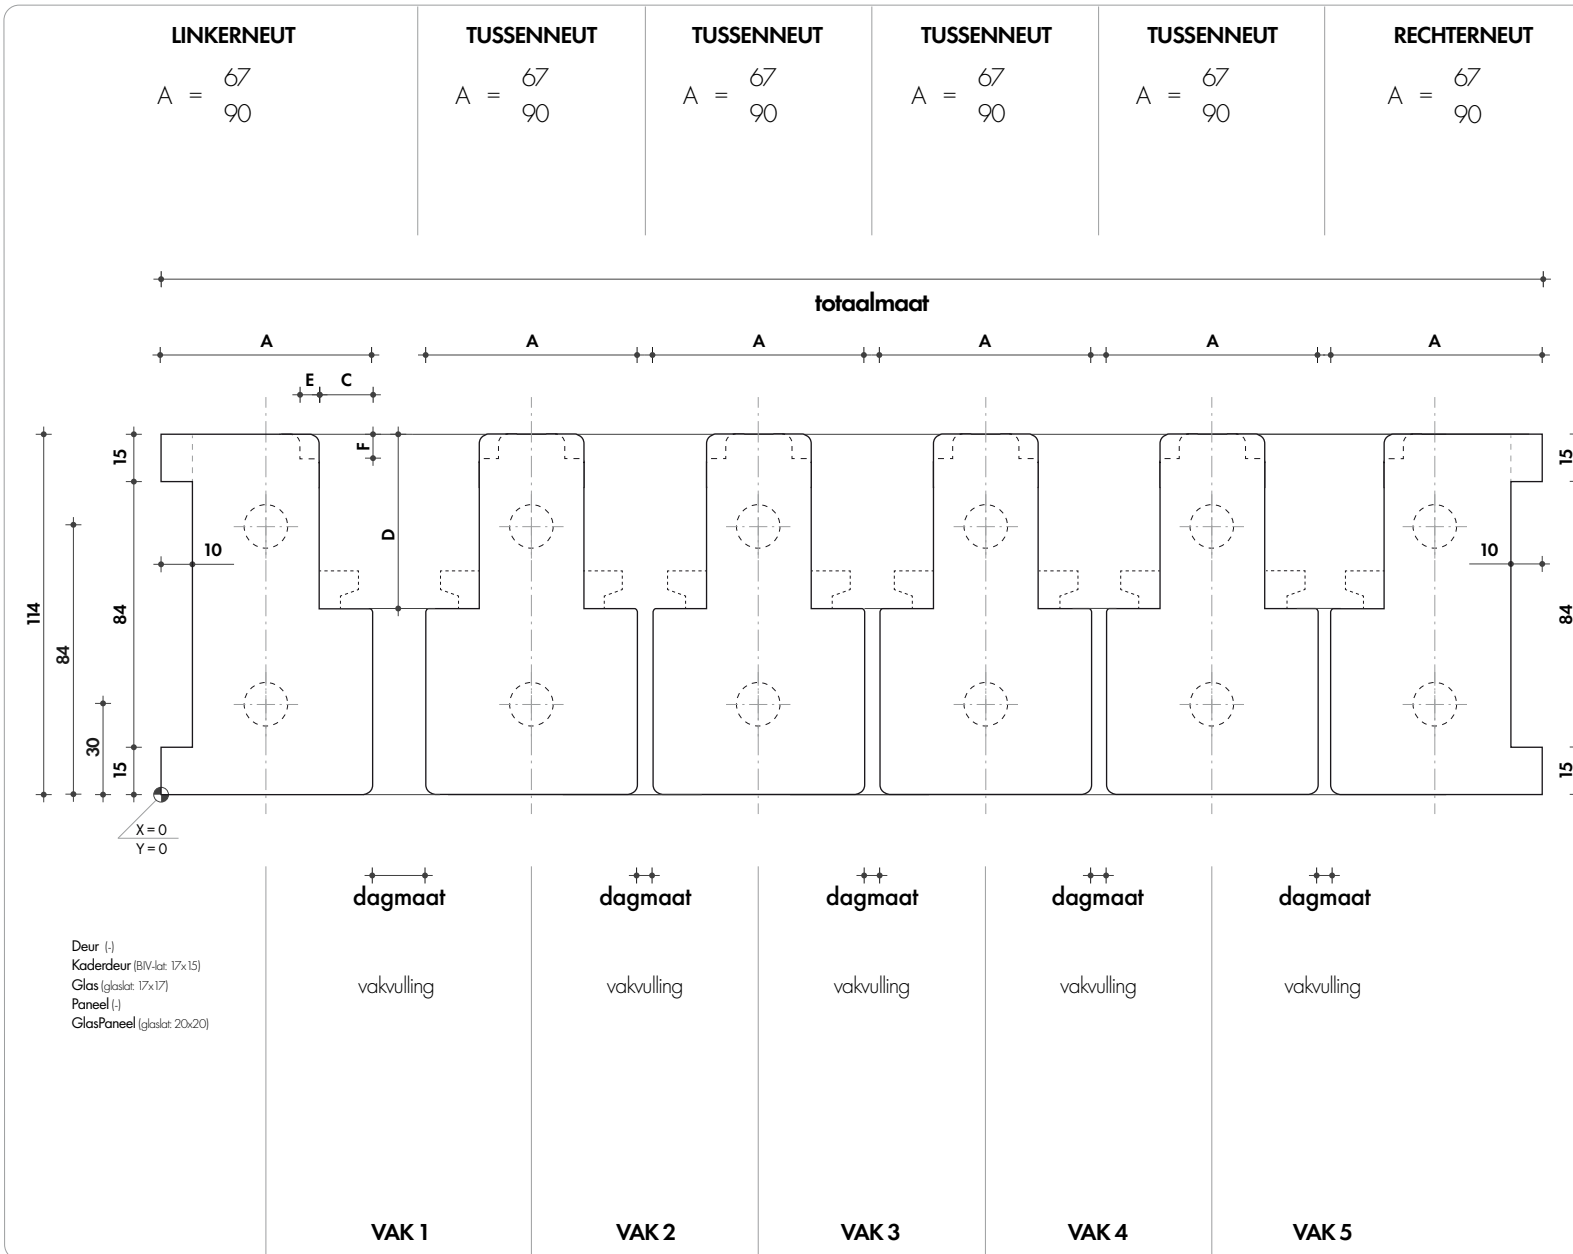 LINKERNEUT TUSSENNEUT TUSSENNEUT TUSSENNEUT TUSSENNEUT RECHTERNEUT
67 67 67 67 67 67
A = A = A = A = A = A =
90 90 90 90 90 90
totaalmaat
A A A A A A
E C
F
15 15
D
10 10
114 84 84 84
30
15 15
X = 0
Y = 0
dagmaat dagmaat dagmaat dagmaat dagmaat
Deur (-)
Kaderdeur (BIV-lat: 17x15)
Glas (glaslat: 17x17)
Paneel (-)
GlasPaneel (glaslat: 20x20)
vakvulling vakvulling vakvulling vakvulling vakvulling
VAK 1 VAK 2 VAK 3 VAK 4 VAK 5